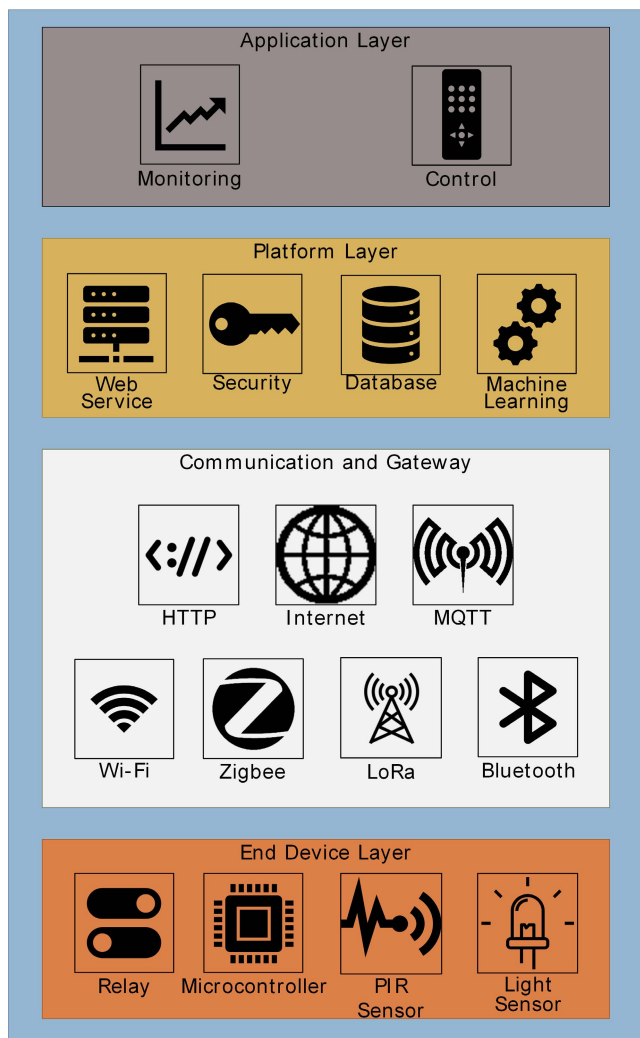 Application Layer
Monitoring
Control
Platform Layer
Web
Service
Security
Database
Machine
Learning
Communication and Gateway
<://>
HTTP
Internet
MQTT
Wi-Fi
Zigbee
LoRa
Bluetooth
End Device Layer
Relay
Microcontroller
PIR
Sensor
Light
Sensor